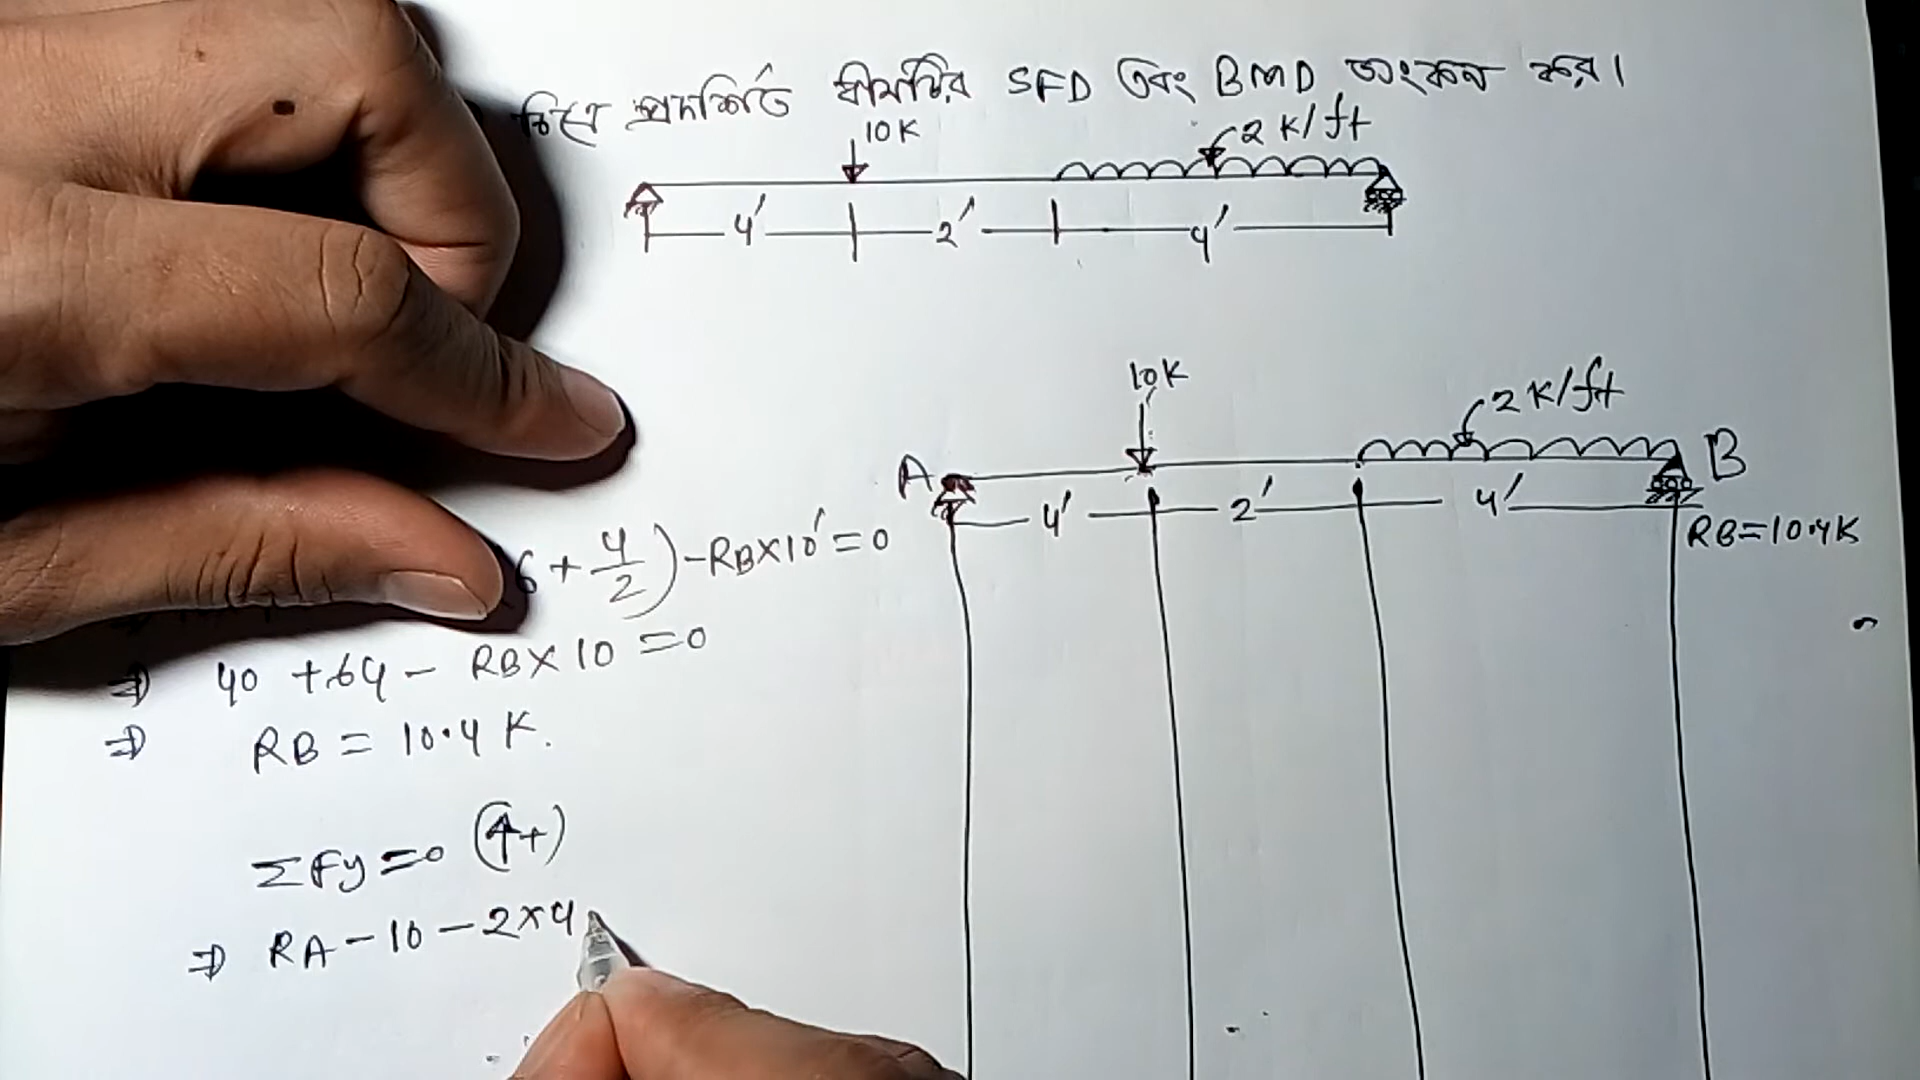 চিত্রে প্রদর্শিত বীমটির SFD এবং BMD অংকন কর।
10K
2 K/ft
4' 2' 4'
10K
2 K/ft
A B
4' 2' 4'
RB=10.4K
6 + 4/2) - RB×10' = 0
⇒ 40 + 64 - RB × 10 = 0
⇒ RB = 10.4 K.
ΣFy = 0 (↑+)
⇒ RA - 10 - 2×4